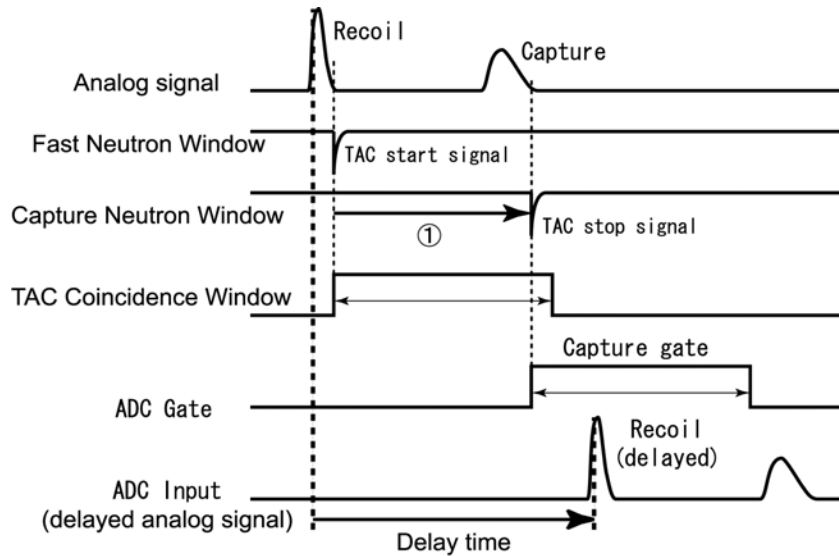 Recoil
Capture
Analog signal
Fast Neutron Window
TAC start signal
Capture Neutron Window
①
TAC stop signal
TAC Coincidence Window
Capture gate
ADC Gate
Recoil
(delayed)
ADC Input
(delayed analog signal)
Delay time